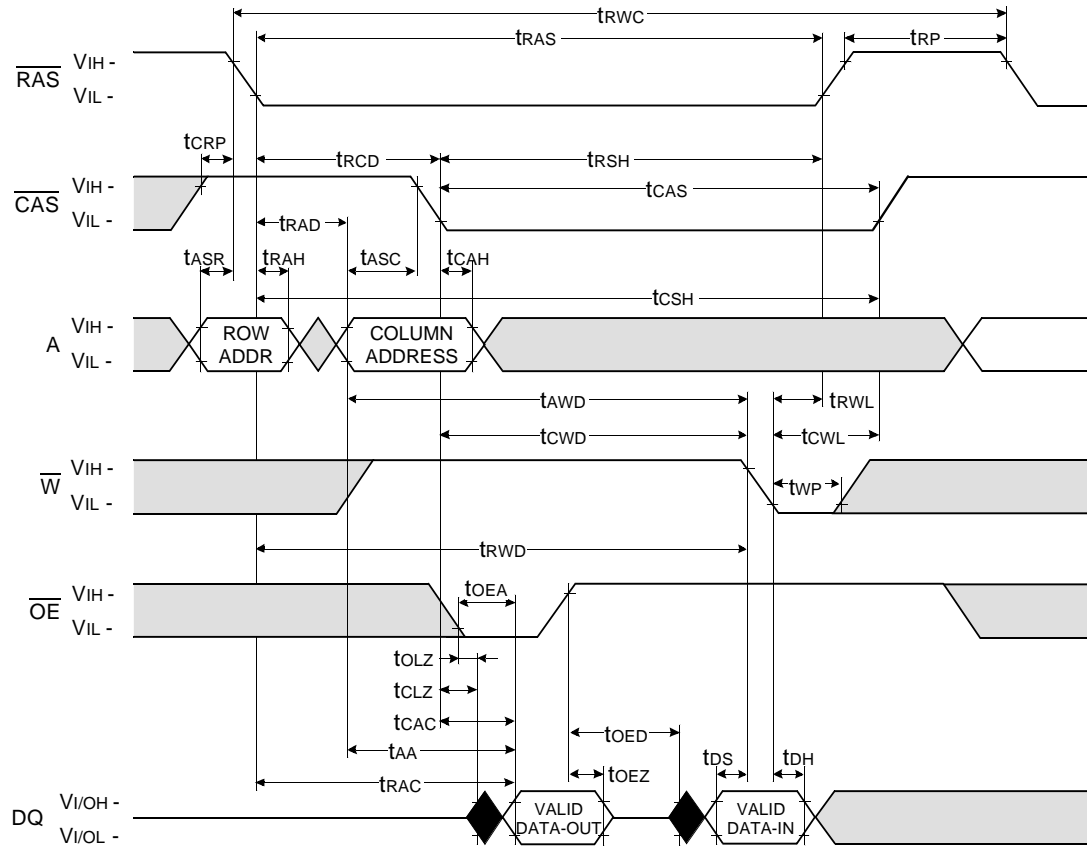 tRWC
tRAS
tRP
RAS
VIH -
VIL -
tCRP
tRCD
tRSH
CAS
VIH -
VIL -
tCAS
tRAD
tASR
tRAH
tASC
tCAH
tCSH
A
VIH -
VIL -
ROW
ADDR
COLUMN
ADDRESS
tAWD
tRWL
tCWD
tCWL
W
VIH -
VIL -
tWP
tRWD
OE
VIH -
VIL -
tOEA
tOLZ
tCLZ
tCAC
tOED
tAA
tDS
tDH
tRAC
tOEZ
DQ
VI/OH -
VI/OL -
VALID
DATA-OUT
VALID
DATA-IN